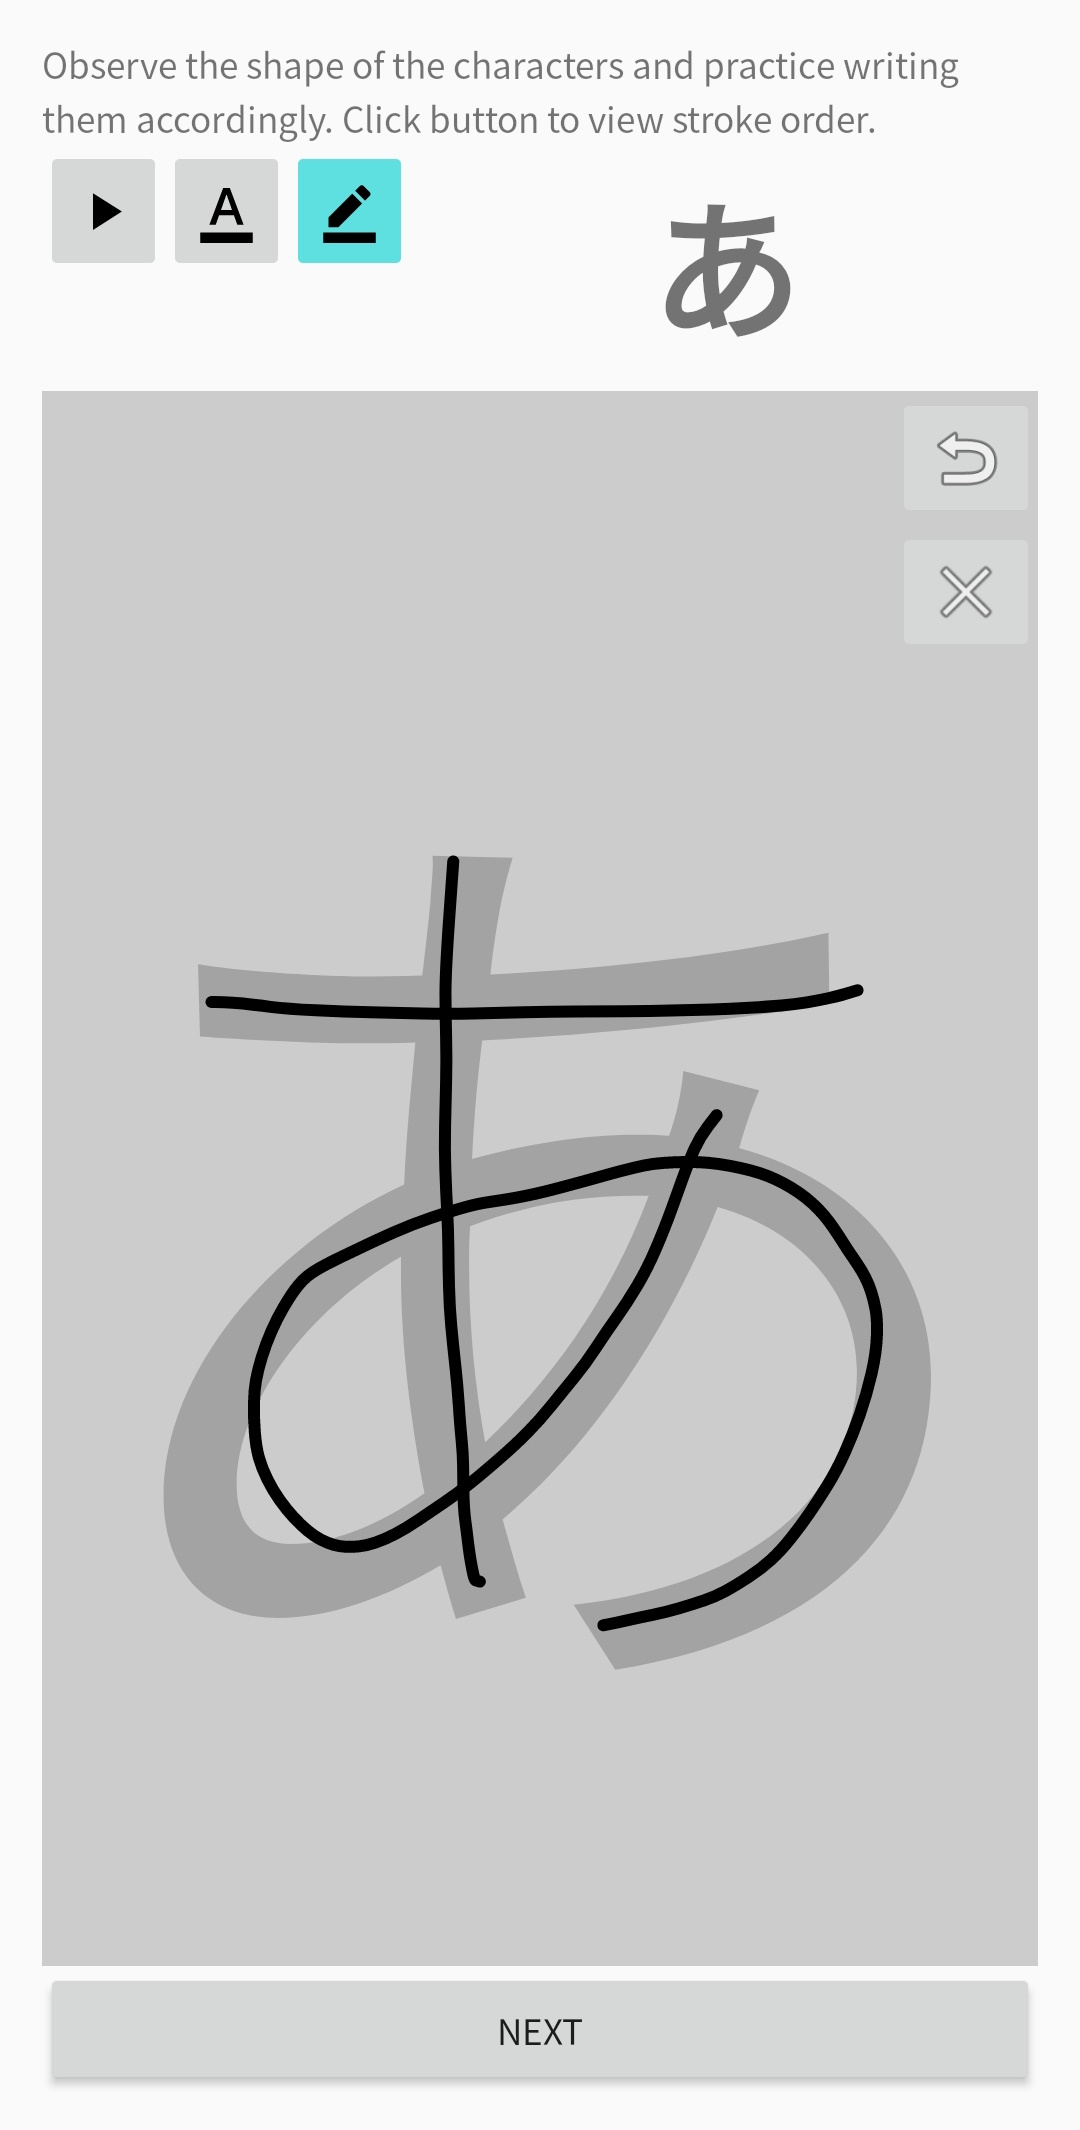 Observe the shape of the characters and practice writing
them accordingly. Click button to view stroke order.
A
あ
あ
NEXT